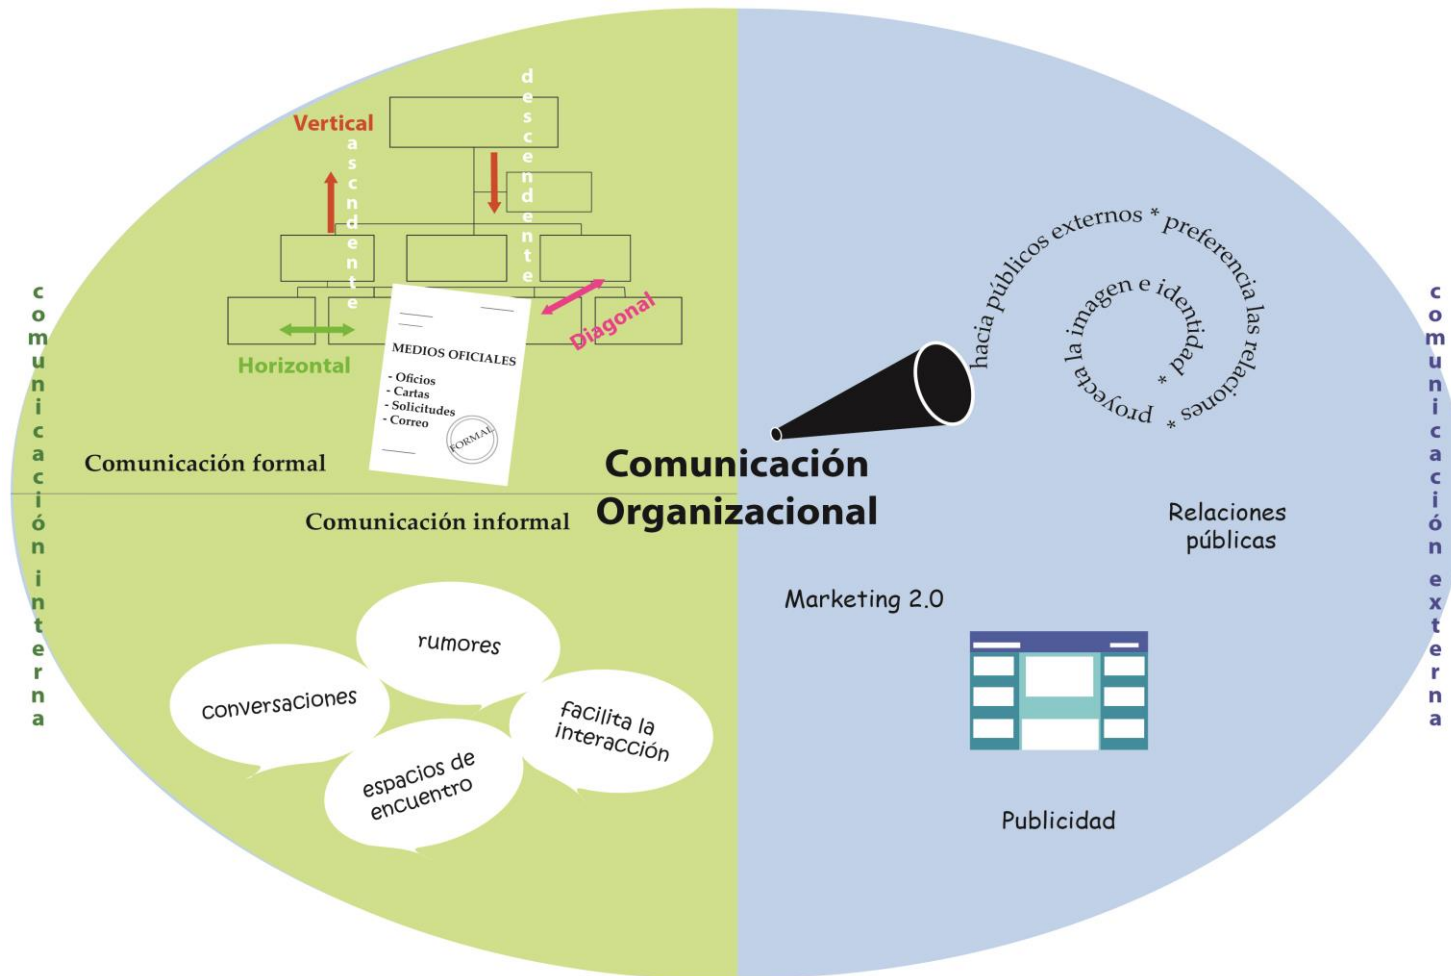 Vertical
ascndente
descendente
Horizontal
Diagonal
MEDIOS OFICIALES
- Oficios
- Cartas
- Solicitudes
- Correo
FORMAL
Comunicación formal
Comunicación informal
comunicación interna
rumores
conversaciones
facilita la
interacción
espacios de
encuentro
Comunicación
Organizacional
hacia públicos externos * preferencia las relaciones * proyecta la imagen e identidad *
Relaciones
públicas
Marketing 2.0
Publicidad
comunicación externa